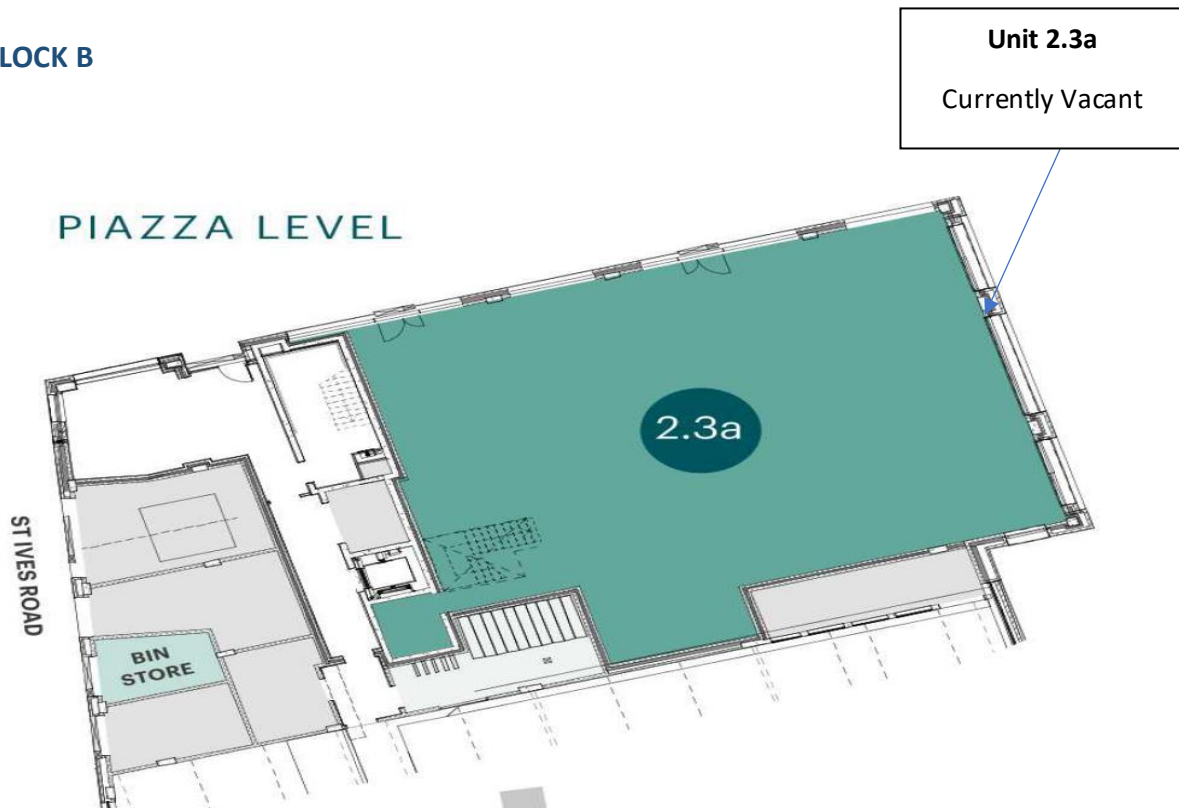 LOCK B
Unit 2.3a
Currently Vacant
PIAZZA LEVEL
2.3a
ST IVES ROAD
BIN
STORE